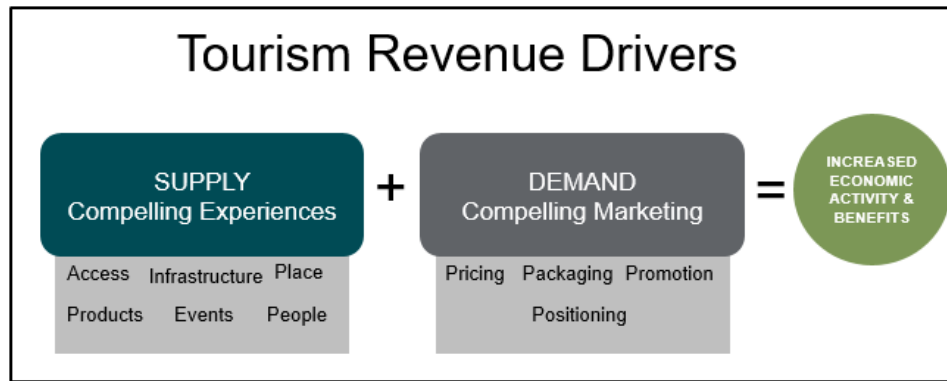 Tourism Revenue Drivers
SUPPLY
Compelling Experiences
+
DEMAND
Compelling Marketing
=
INCREASED
ECONOMIC
ACTIVITY &
BENEFITS
Access Infrastructure Place
Products Events People
Pricing Packaging Promotion
Positioning